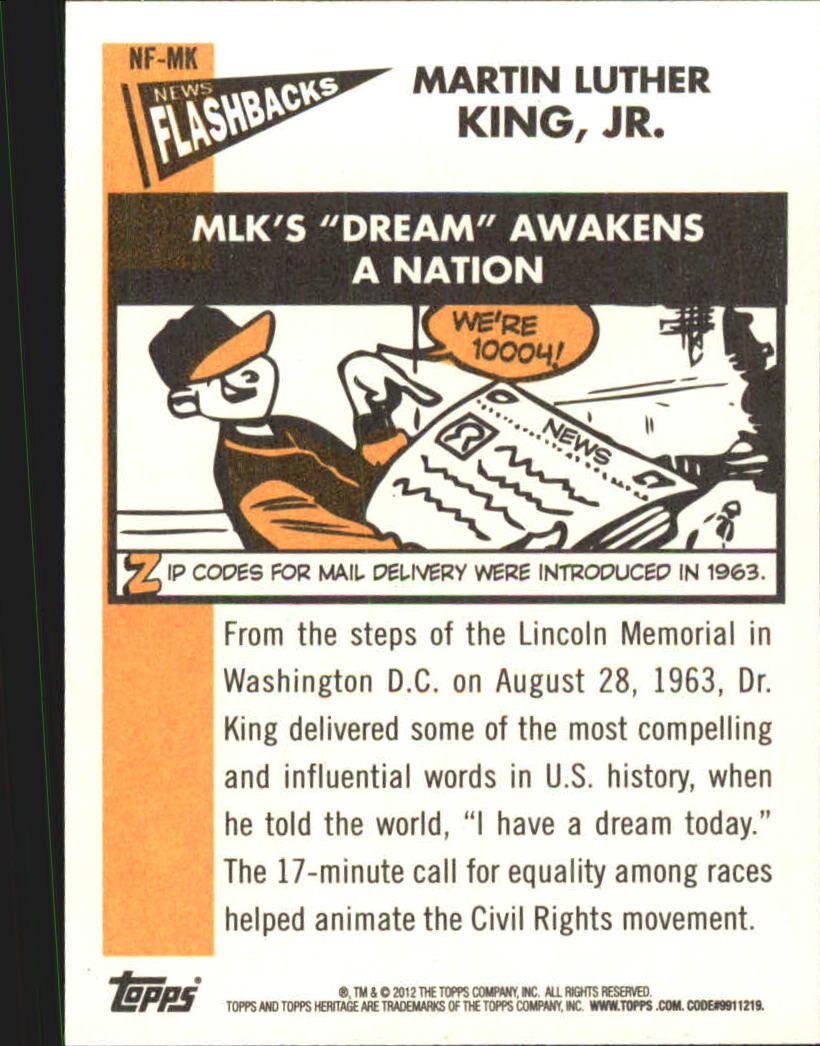 NF-MK
NEWS
FLASHBACKS
MARTIN LUTHER
KING, JR.
MLK'S "DREAM" AWAKENS
A NATION
WE'RE
10004!
NEWS
ZIP CODES FOR MAIL DELIVERY WERE INTRODUCED IN 1963.
From the steps of the Lincoln Memorial in
Washington D.C. on August 28, 1963, Dr.
King delivered some of the most compelling
and influential words in U.S. history, when
he told the world, “I have a dream today.”
The 17-minute call for equality among races
helped animate the Civil Rights movement.
topps®
®, TM & © 2012 THE TOPPS COMPANY, INC. ALL RIGHTS RESERVED.
TOPPS AND TOPPS HERITAGE ARE TRADEMARKS OF THE TOPPS COMPANY, INC. WWW.TOPPS .COM. CODE#9911219.